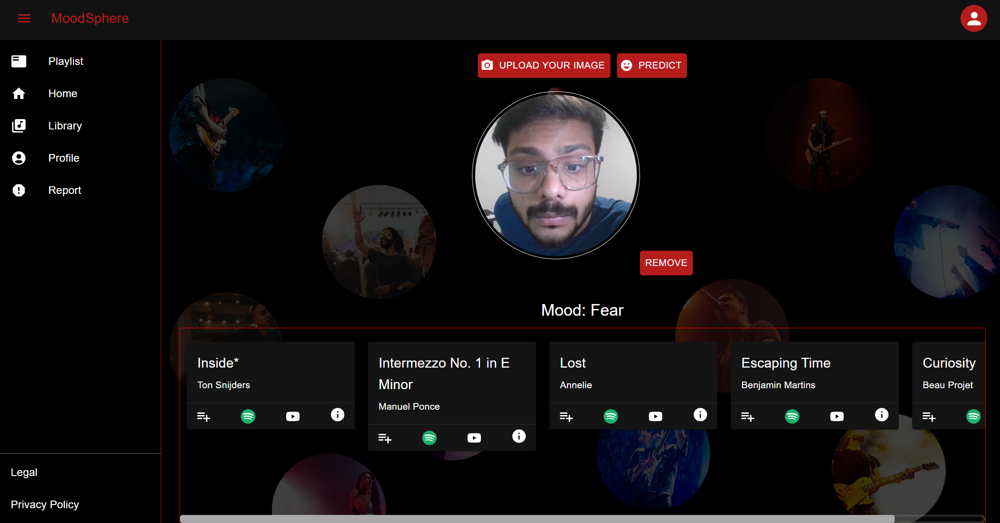 MoodSphere
Playlist
Home
Library
Profile
Report
Legal
Privacy Policy
UPLOAD YOUR IMAGE
PREDICT
REMOVE
Mood: Fear
Inside*
Ton Snijders
Intermezzo No. 1 in E
Minor
Manuel Ponce
Lost
Annelie
Escaping Time
Benjamin Martins
Curiosity
Beau Projet